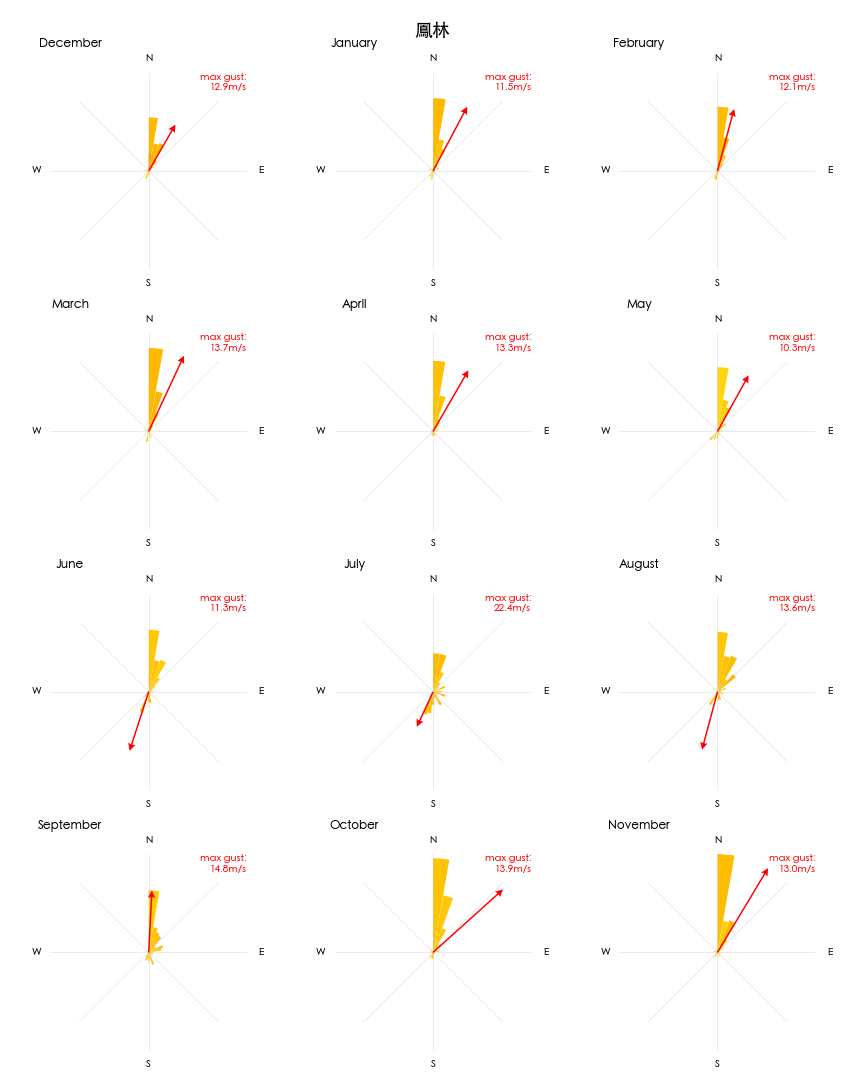 鳳林
December
N
max gust:
12.9m/s
W
E
S
January
N
max gust:
11.5m/s
W
E
S
February
N
max gust:
12.1m/s
W
E
S
March
N
max gust:
13.7m/s
W
E
S
April
N
max gust:
13.3m/s
W
E
S
May
N
max gust:
10.3m/s
W
E
S
June
N
max gust:
11.3m/s
W
E
S
July
N
max gust:
22.4m/s
W
E
S
August
N
max gust:
13.6m/s
W
E
S
September
N
max gust:
14.8m/s
W
E
S
October
N
max gust:
13.9m/s
W
E
S
November
N
max gust:
13.0m/s
W
E
S